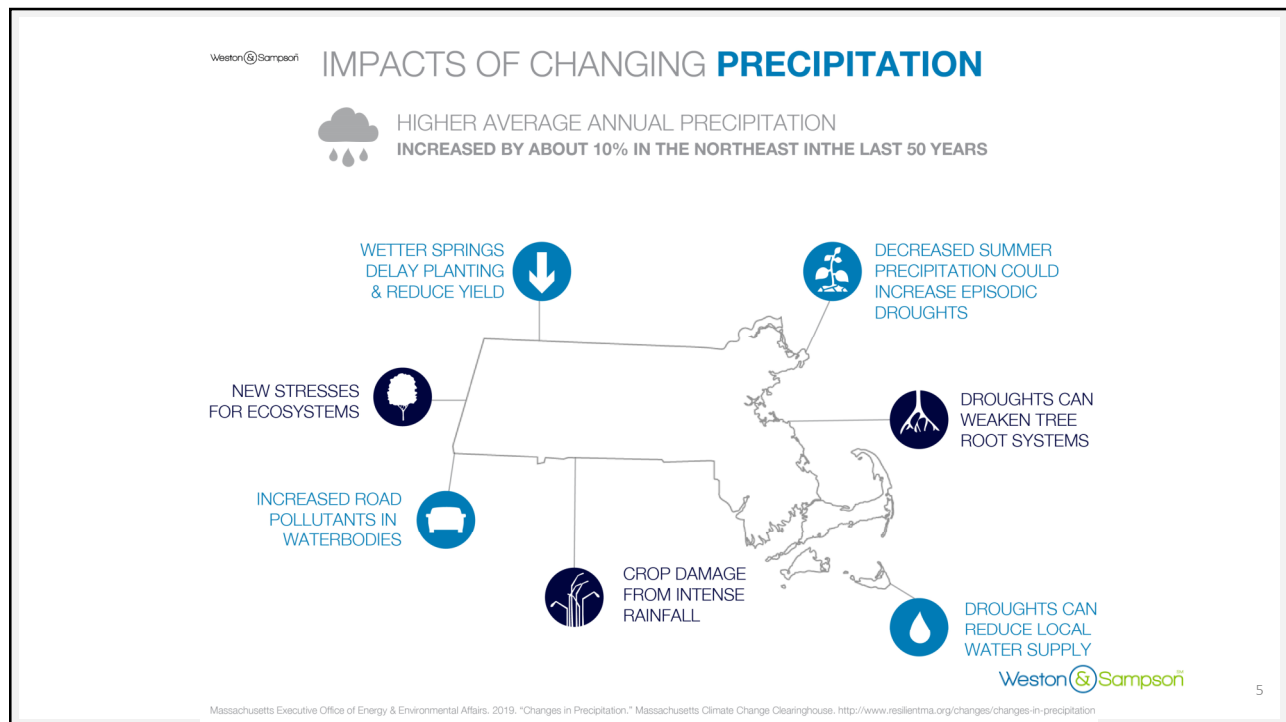 Weston&Sampson
IMPACTS OF CHANGING PRECIPITATION
HIGHER AVERAGE ANNUAL PRECIPITATION
INCREASED BY ABOUT 10% IN THE NORTHEAST INTHE LAST 50 YEARS
WETTER SPRINGS
DELAY PLANTING
& REDUCE YIELD
DECREASED SUMMER
PRECIPITATION COULD
INCREASE EPISODIC
DROUGHTS
NEW STRESSES
FOR ECOSYSTEMS
DROUGHTS CAN
WEAKEN TREE
ROOT SYSTEMS
INCREASED ROAD
POLLUTANTS IN
WATERBODIES
CROP DAMAGE
FROM INTENSE
RAINFALL
DROUGHTS CAN
REDUCE LOCAL
WATER SUPPLY
Weston&Sampson
5
Massachusetts Executive Office of Energy & Environmental Affairs. 2019. “Changes in Precipitation.” Massachusetts Climate Change Clearinghouse. http://www.resilientma.org/changes/changes-in-precipitation